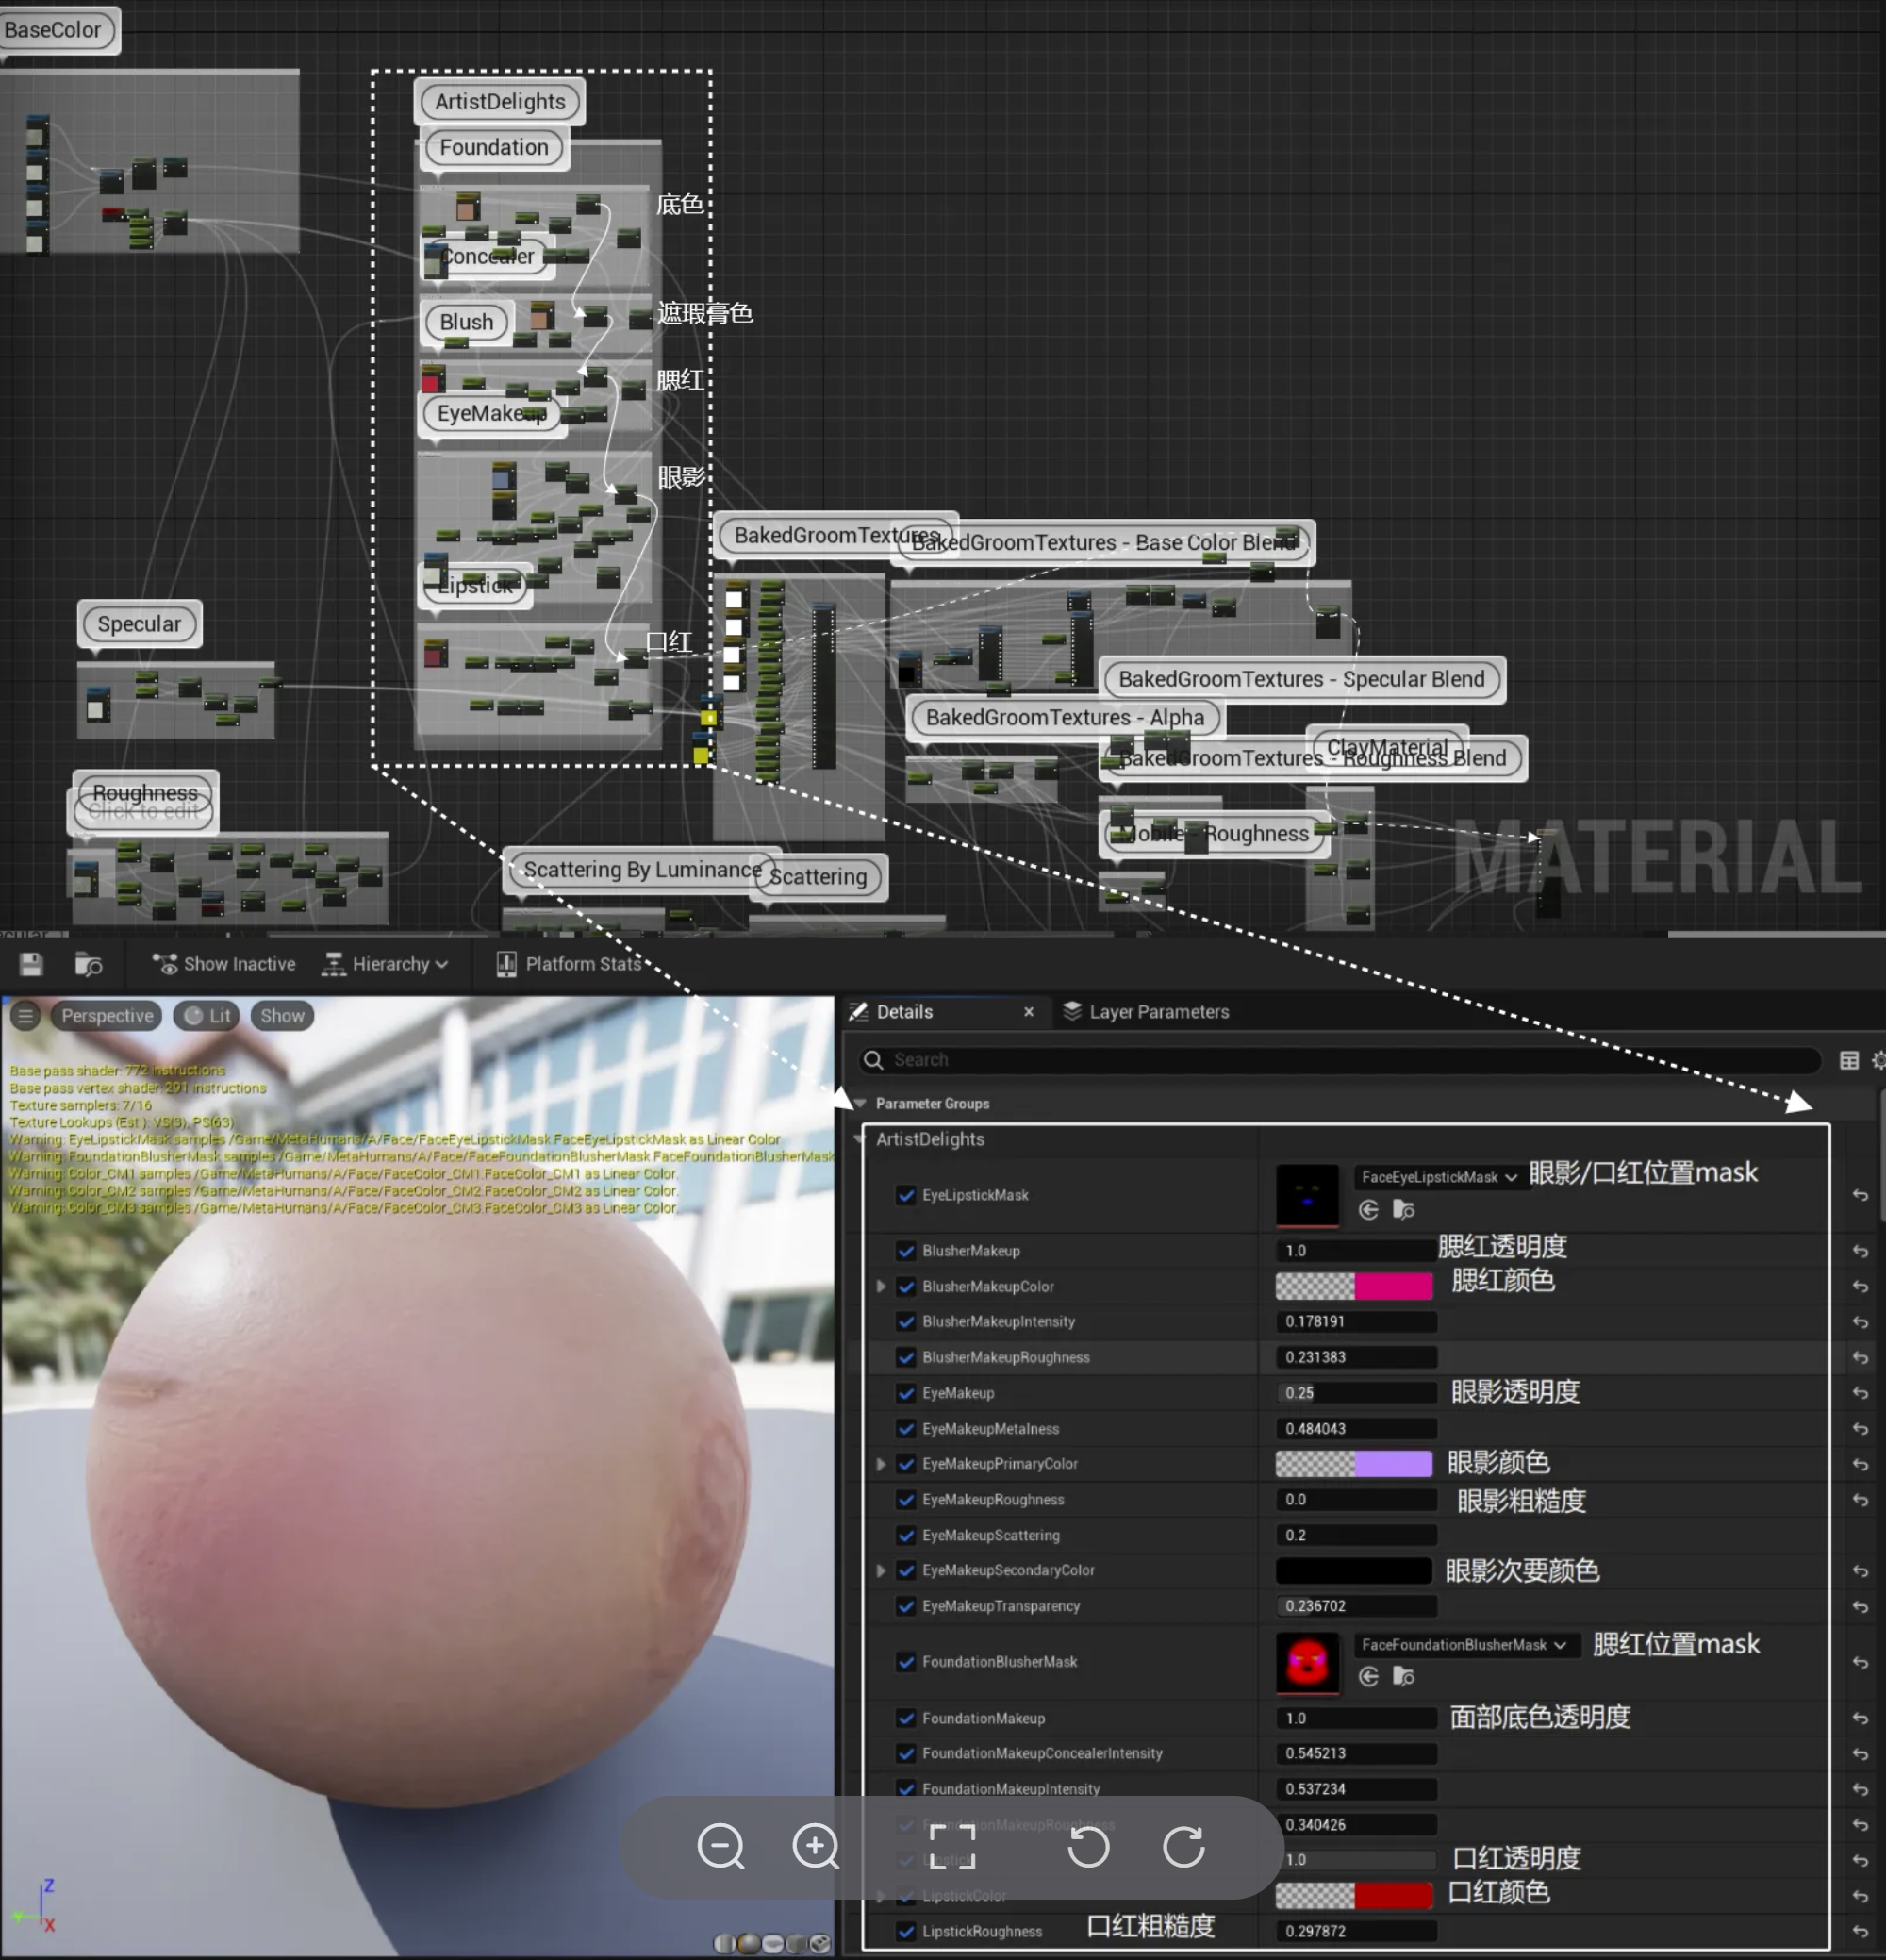 BaseColor
ArtistDelights
Foundation
底色
Concealer
遮瑕膏色
Blush
腮红
EyeMakeup
眼影
BakedGroomTextures
BakedGroomTextures - Base Color Blend
Lipstick
口红
Specular
BakedGroomTextures - Specular Blend
BakedGroomTextures - Alpha
ClayMaterial
BakedGroomTextures - Roughness Blend
Roughness
Click to edit
Mobile - Roughness
MATERIAL
Scattering By Luminance
Scattering
Show Inactive
Hierarchy
Platform Stats
Perspective
Lit
Show
Base pass shader: 772 instructions
Base pass vertex shader: 291 instructions
Texture samplers: 7/16
Texture Lookups (Est.): VS(3), PS(63)
Warning: EyeLipstickMask samples /Game/MetaHumans/A/Face/FaceEyeLipstickMask.FaceEyeLipstickMask as Linear Color
Warning: FoundationBlusherMask samples /Game/MetaHumans/A/Face/FaceFoundationBlusherMask.FaceFoundationBlusherMask
Warning: Color_CM1 samples /Game/MetaHumans/A/Face/FaceColor_CM1.FaceColor_CM1 as Linear Color.
Warning: Color_CM2 samples /Game/MetaHumans/A/Face/FaceColor_CM2.FaceColor_CM2 as Linear Color.
Warning: Color_CM3 samples /Game/MetaHumans/A/Face/FaceColor_CM3.FaceColor_CM3 as Linear Color.
Z
Y
X
Details
Layer Parameters
Search
Parameter Groups
ArtistDelights
EyeLipstickMask FaceEyeLipstickMask 眼影/口红位置mask
BlusherMakeup 1.0 腮红透明度
BlusherMakeupColor 腮红颜色
BlusherMakeupIntensity 0.178191
BlusherMakeupRoughness 0.231383
EyeMakeup 0.25 眼影透明度
EyeMakeupMetalness 0.484043
EyeMakeupPrimaryColor 眼影颜色
EyeMakeupRoughness 0.0 眼影粗糙度
EyeMakeupScattering 0.2
EyeMakeupSecondaryColor 眼影次要颜色
EyeMakeupTransparency 0.236702
FoundationBlusherMask FaceFoundationBlusherMask 腮红位置mask
FoundationMakeup 1.0 面部底色透明度
FoundationMakeupConcealerIntensity 0.545213
FoundationMakeupIntensity 0.537234
FoundationMakeupRoughness 0.340426
Lipstick 1.0 口红透明度
LipstickColor 口红颜色
LipstickRoughness 口红粗糙度 0.297872